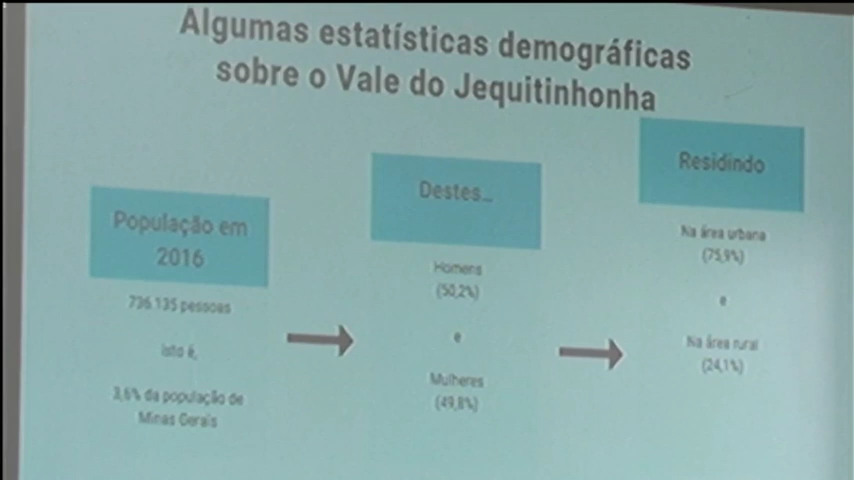 Algumas estatísticas demográficas
sobre o Vale do Jequitinhonha
População em
2016
736.135 pessoas
isto é,
3,6% da população de
Minas Gerais
Destes...
Homens
(50,2%)
e
Mulheres
(49,8%)
Residindo
Na área urbana
(75,9%)
e
Na área rural
(24,1%)